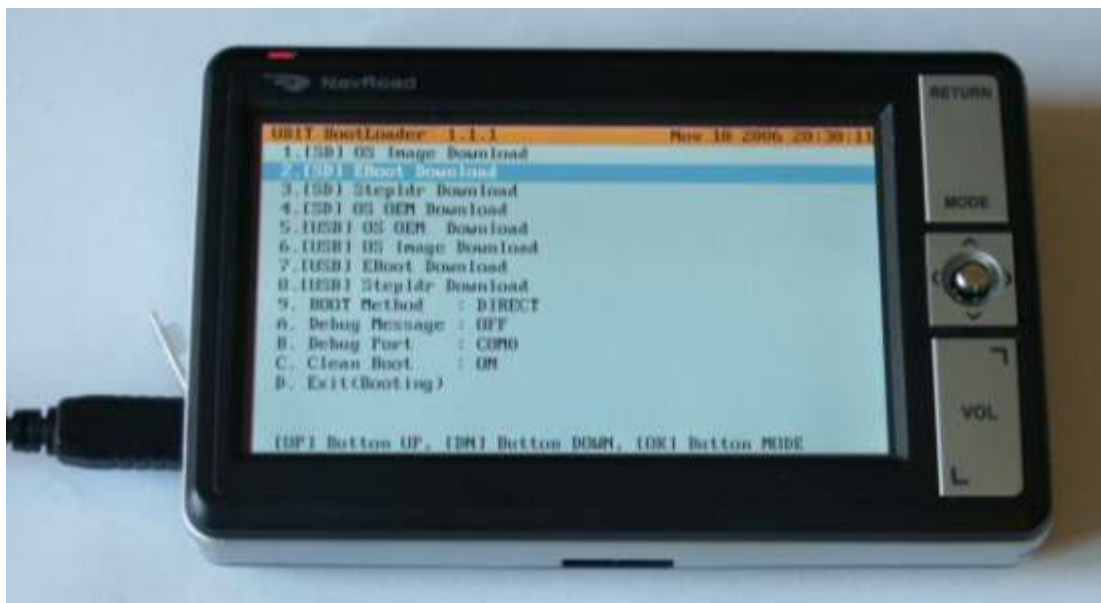 NavRoad
UBIT BootLoader 1.1.1 Nov 10 2006 20:30:11
1.[SD] OS Image Download
2.[SD] EBoot Download
3.[SD] Stepldr Download
4.[SD] OS OEM Download
5.[USB] OS OEM Download
6.[USB] OS Image Download
7.[USB] EBoot Download
8.[USB] Stepldr Download
9. BOOT Method : DIRECT
A. Debug Message : OFF
B. Debug Port : COM0
C. Clean Boot : ON
D. Exit(Booting)
[UP] Button UP, [DN] Button DOWN, [OK] Button MODE
RETURN
MODE
VOL